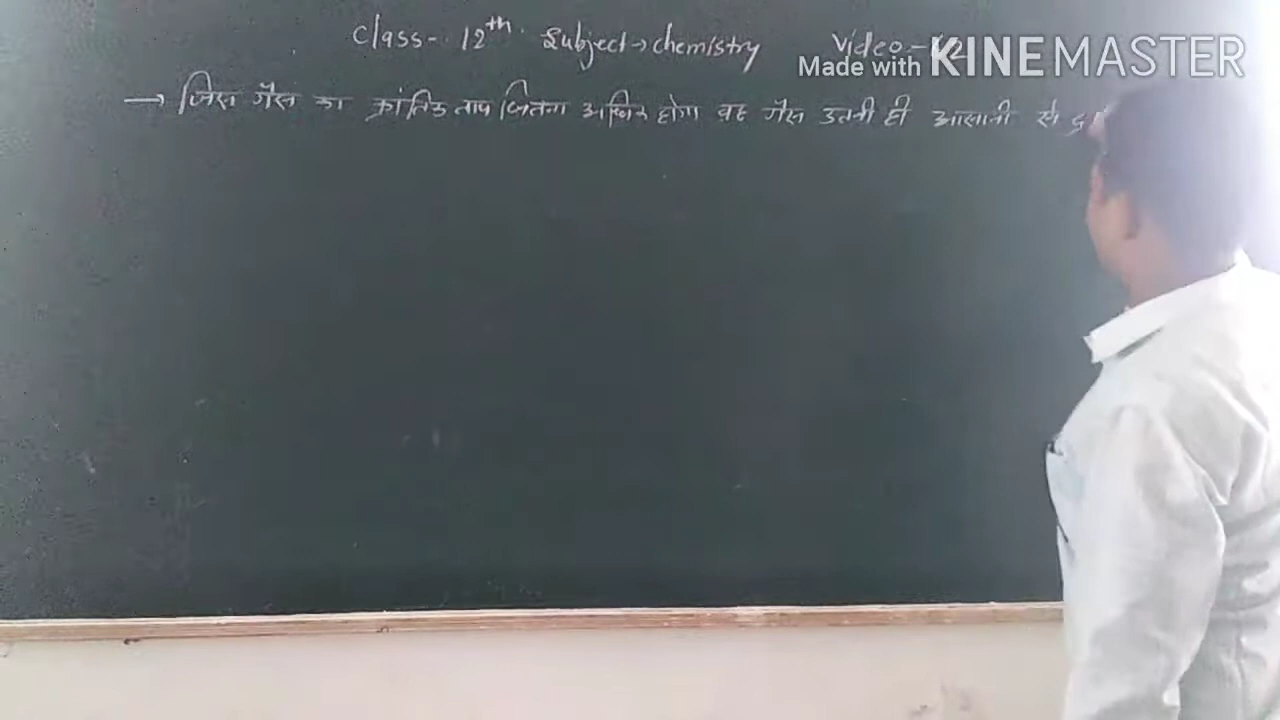 Class-12th. Subject→chemistry Video-
Made with KINEMASTER
→ जिस गैस का क्रांतिक ताप जितना अधिक होगा वह गैस उतनी ही आसानी से